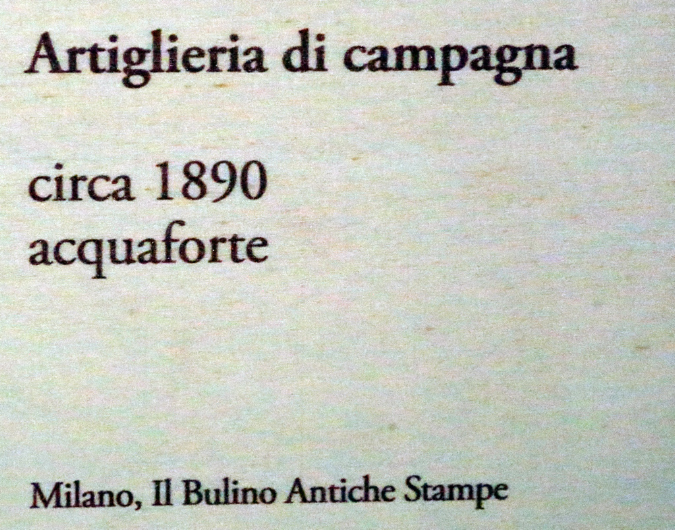 Artiglieria di campagna
circa 1890
acquaforte
Milano, Il Bulino Antiche Stampe